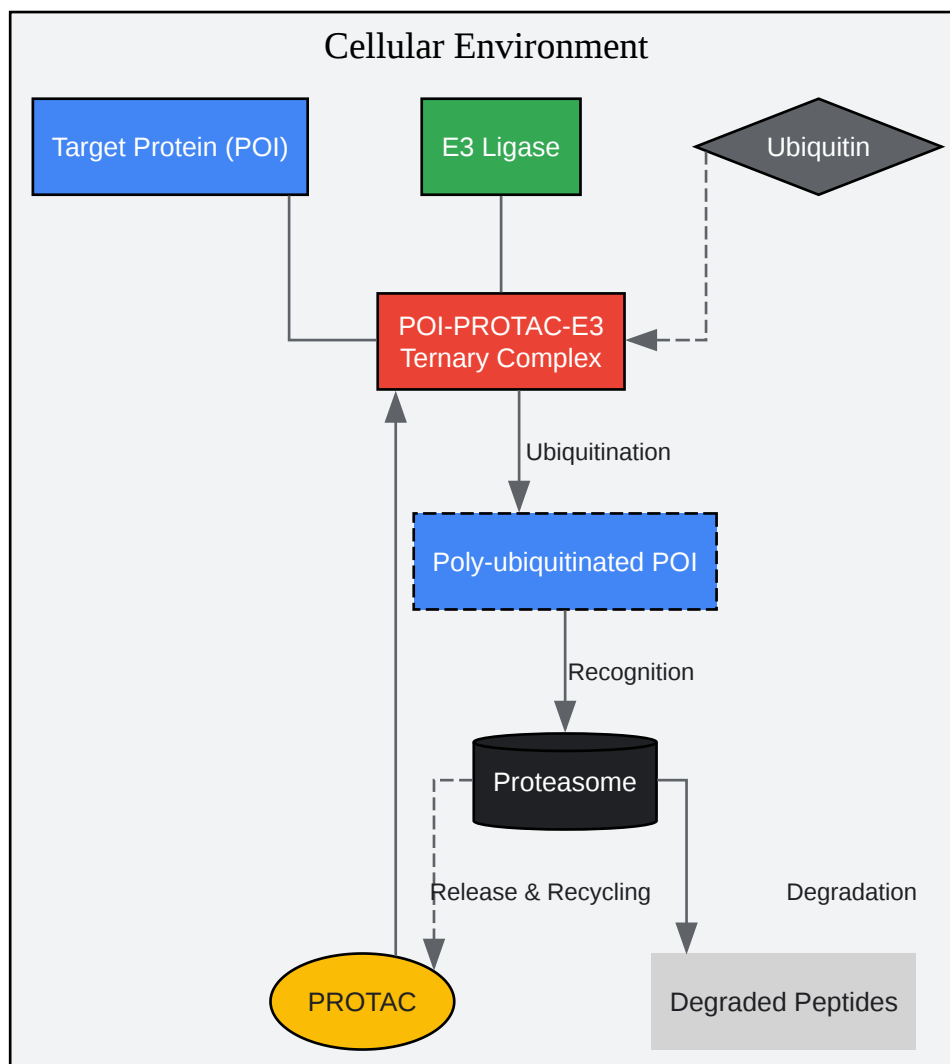 Cellular Environment
Target Protein (POI)
E3 Ligase
Ubiquitin
POI-PROTAC-E3
Ternary Complex
Ubiquitination
Poly-ubiquitinated POI
Recognition
Proteasome
Release & Recycling
Degradation
PROTAC
Degraded Peptides